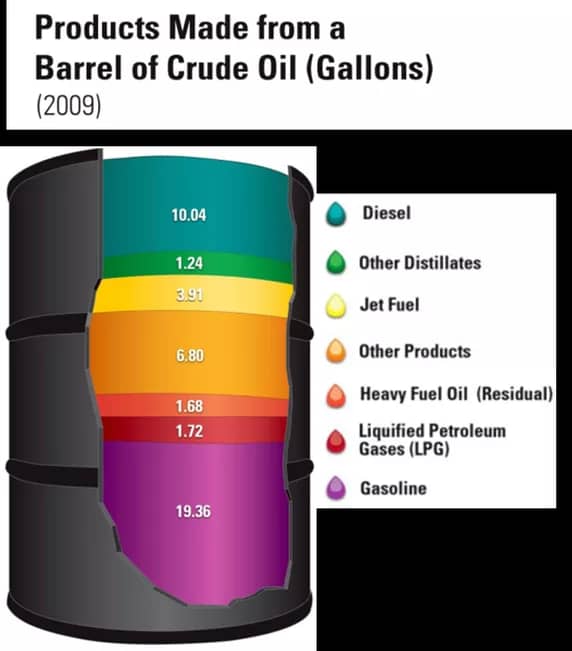 Products Made from a
Barrel of Crude Oil (Gallons)
(2009)
10.04
1.24
3.91
6.80
1.68
1.72
19.36
Diesel
Other Distillates
Jet Fuel
Other Products
Heavy Fuel Oil (Residual)
Liquified Petroleum
Gases (LPG)
Gasoline